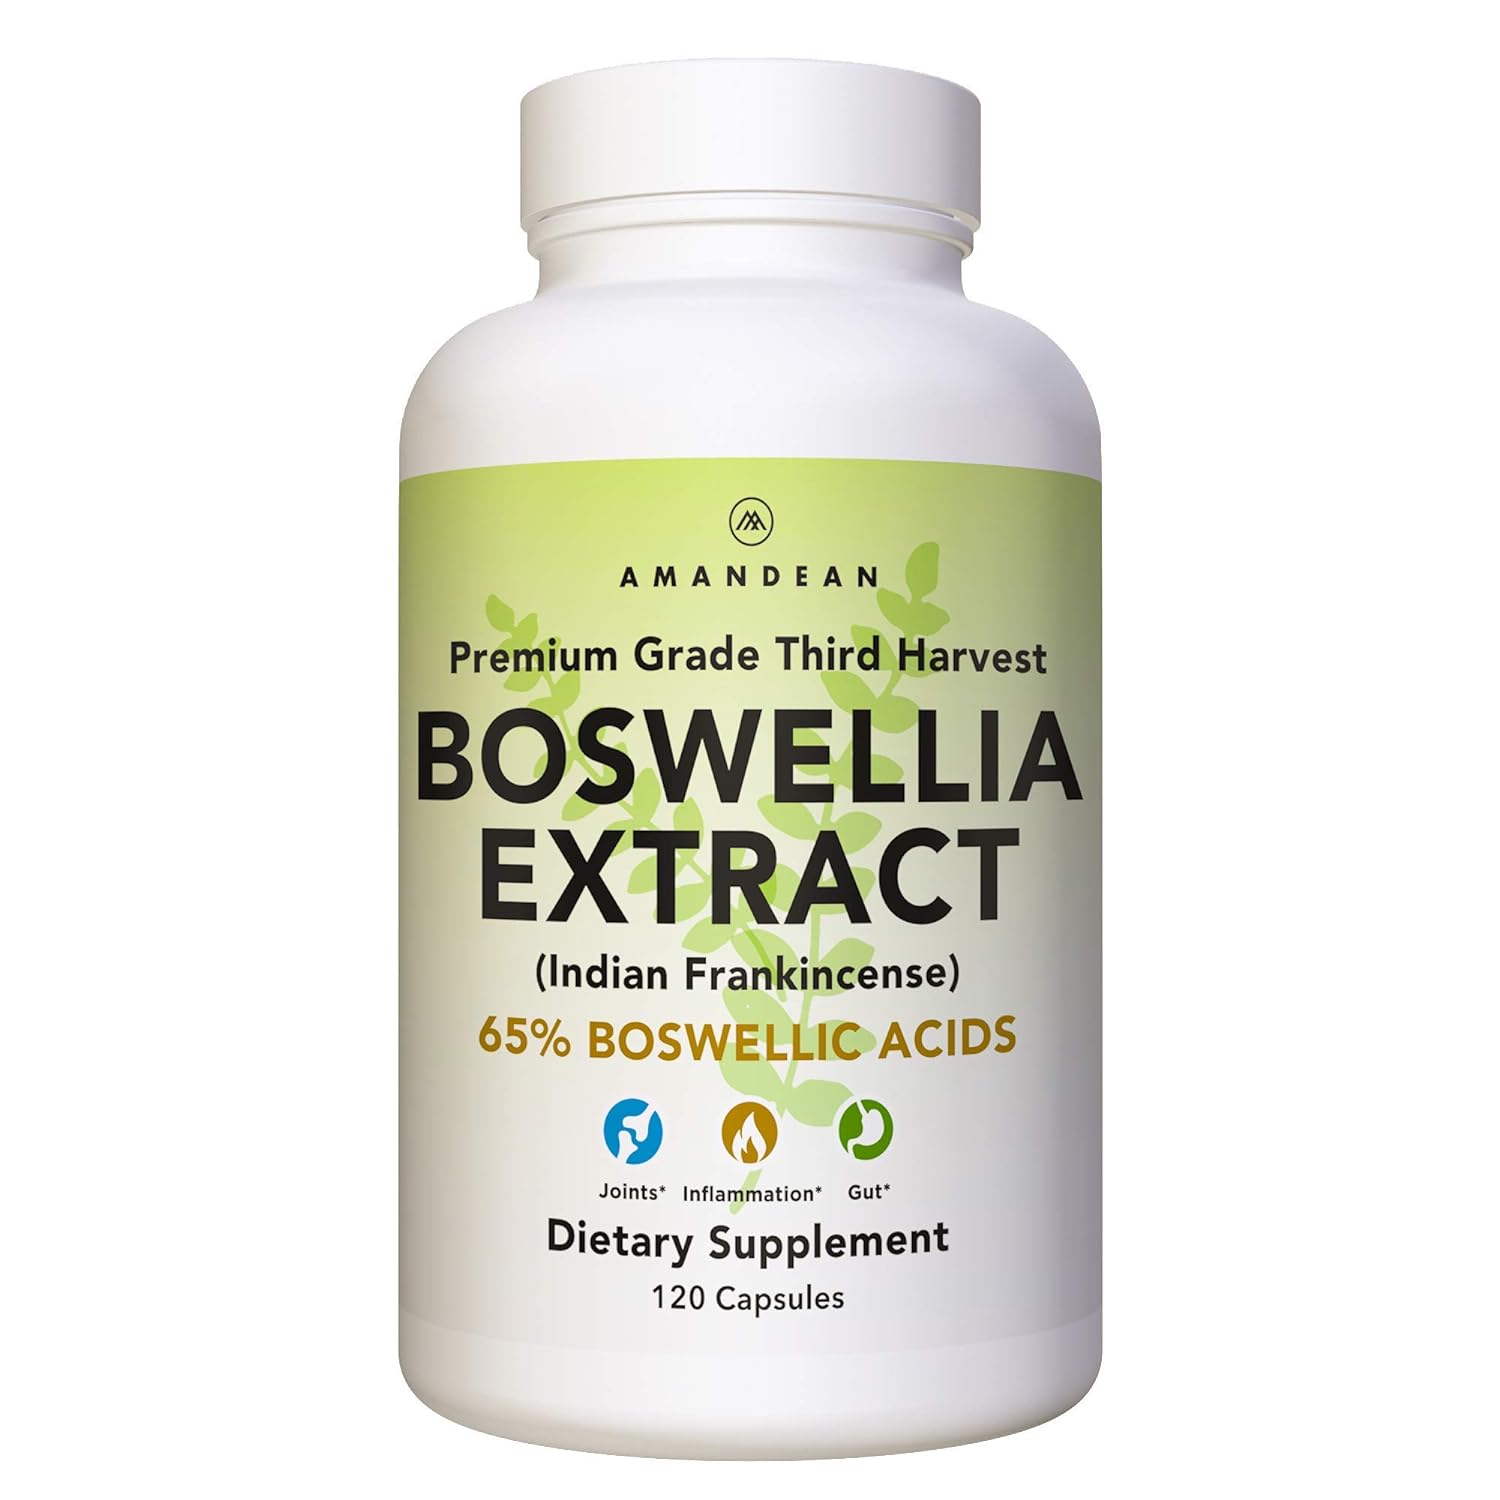 AMANDEAN
Premium Grade Third Harvest
BOSWELLIA
EXTRACT
(Indian Frankincense)
65% BOSWELLIC ACIDS
Joints* Inflammation* Gut*
Dietary Supplement
120 Capsules